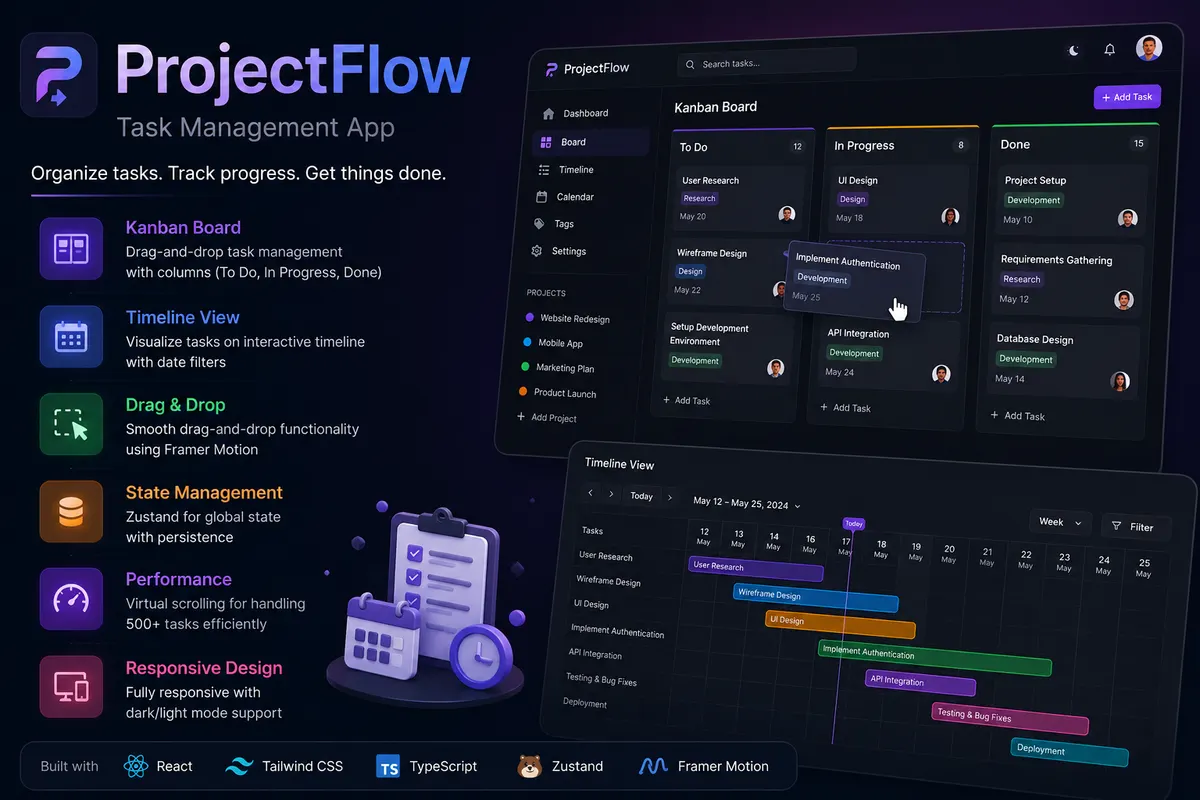 ProjectFlow
Task Management App
Organize tasks. Track progress. Get things done.
Kanban Board
Drag-and-drop task management
with columns (To Do, In Progress, Done)
Timeline View
Visualize tasks on interactive timeline
with date filters
Drag & Drop
Smooth drag-and-drop functionality
using Framer Motion
State Management
Zustand for global state
with persistence
Performance
Virtual scrolling for handling
500+ tasks efficiently
Responsive Design
Fully responsive with
dark/light mode support
ProjectFlow
Search tasks...
Dashboard
Board
Timeline
Calendar
Tags
Settings
PROJECTS
Website Redesign
Mobile App
Marketing Plan
Product Launch
+ Add Project
Kanban Board
+ Add Task
To Do 12
User Research
Research
May 20
Wireframe Design
Design
May 22
Setup Development
Environment
Development
+ Add Task
In Progress 8
UI Design
Design
May 18
Implement Authentication
Development
May 25
API Integration
Development
May 24
+ Add Task
Done 15
Project Setup
Development
May 10
Requirements Gathering
Research
May 12
Database Design
Development
May 14
+ Add Task
Timeline View
Today
May 12 – May 25, 2024
Week
Filter
Today
Tasks
12 13 14 16 17 18 19 20 21 22 23 24 25
May May May May May May May May May May May May May
User Research
Wireframe Design
UI Design
Implement Authentication
API Integration
Testing & Bug Fixes
Deployment
User Research
Wireframe Design
UI Design
Implement Authentication
API Integration
Testing & Bug Fixes
Deployment
Built with
React
Tailwind CSS
TS TypeScript
Zustand
Framer Motion